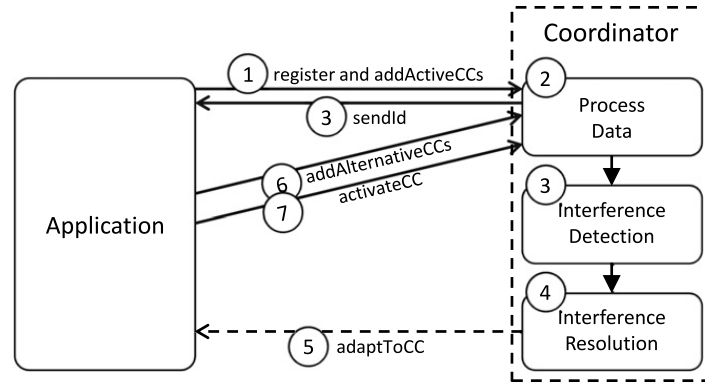 Coordinator
1 register and addActiveCCs
2
Process
Data
3 sendId
6 addAlternativeCCs
7 activateCC
Application
3
Interference
Detection
4
Interference
Resolution
5 adaptToCC